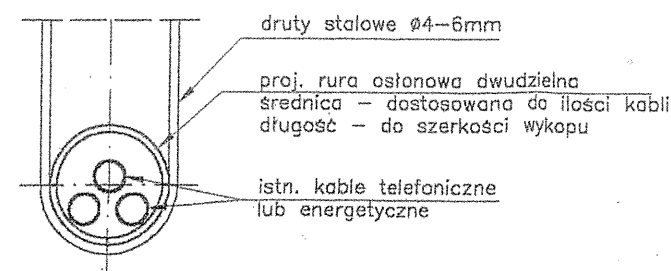 druty stalowe ø4-6mm
proj. rura osłonowa dwudzielna
średnica - dostosowana do ilości kabli
długość - do szerkości wykopu
istn. kable telefoniczne
lub energetyczne